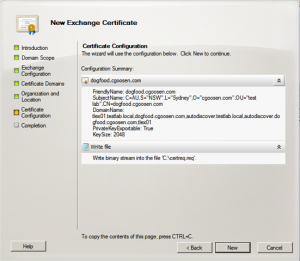 New Exchange Certificate
Introduction
Domain Scope
Exchange
Configuration
Certificate Domains
Organization and
Location
Certificate
Configuration
Completion
Certificate Configuration
The wizard will use the configuration below. Click New to continue.
Configuration Summary:
dogfood.cgoosen.com
FriendlyName: dogfood.cgoosen.com
SubjectName: C=AU,S="NSW",L="Sydney",O="cgoosen.com",OU="test
lab",CN=dogfood.cgoosen.com
DomainName:
tlex01.testlab.local,dogfood.cgoosen.com,autodiscover.testlab.local,autodiscover.do
gfood.cgoosen.com,tlex01
PrivateKeyExportable: True
KeySize: 2048
Write file
Write binary stream into the file 'C:\certreq.req'.
To copy the contents of this page, press CTRL+C.
Help
< Back
New
Cancel